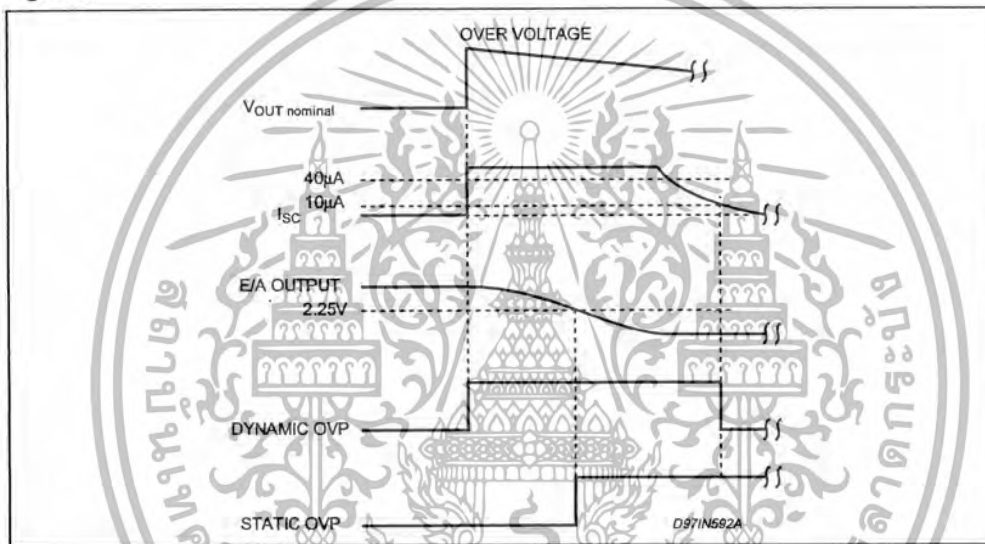 OVER VOLTAGE
VOUT nominal
40µA
10µA
ISC
E/A OUTPUT
2.25V
DYNAMIC OVP
STATIC OVP
D97IN592A